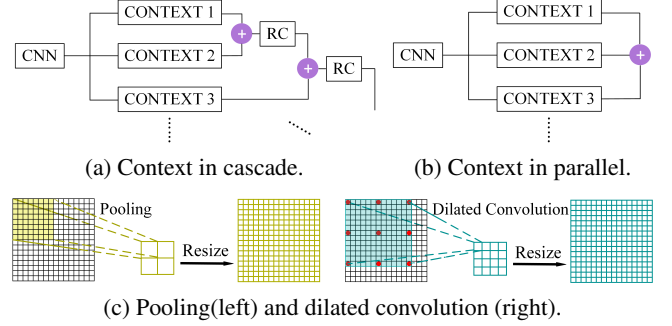 CONTEXT 1
CNN
CONTEXT 2
CONTEXT 3
+
RC
+
RC
(a) Context in cascade.
CONTEXT 1
CNN
CONTEXT 2
CONTEXT 3
+
(b) Context in parallel.
Pooling
Resize
Dilated Convolution
Resize
(c) Pooling(left) and dilated convolution (right).